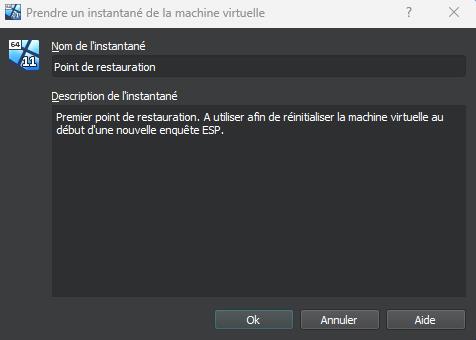 Prendre un instantané de la machine virtuelle
?
64
11
Nom de l'instantané
Point de restauration
Description de l'instantané
Premier point de restauration. A utiliser afin de réinitialiser la machine virtuelle au
début d'une nouvelle enquête ESP.
Ok
Annuler
Aide